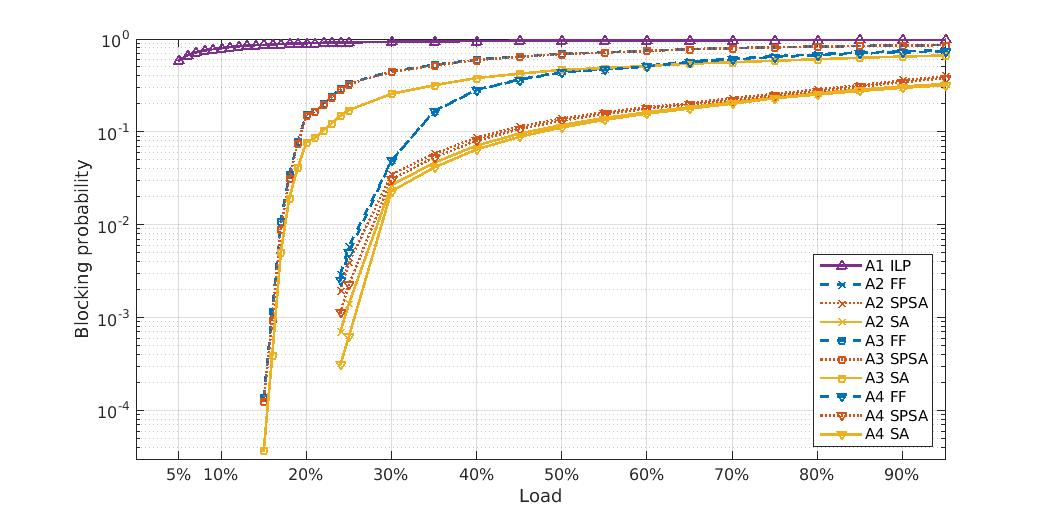 10^0
10^-1
10^-2
10^-3
10^-4
Blocking probability
A1 ILP
A2 FF
A2 SPSA
A2 SA
A3 FF
A3 SPSA
A3 SA
A4 FF
A4 SPSA
A4 SA
5% 10% 20% 30% 40% 50% 60% 70% 80% 90%
Load